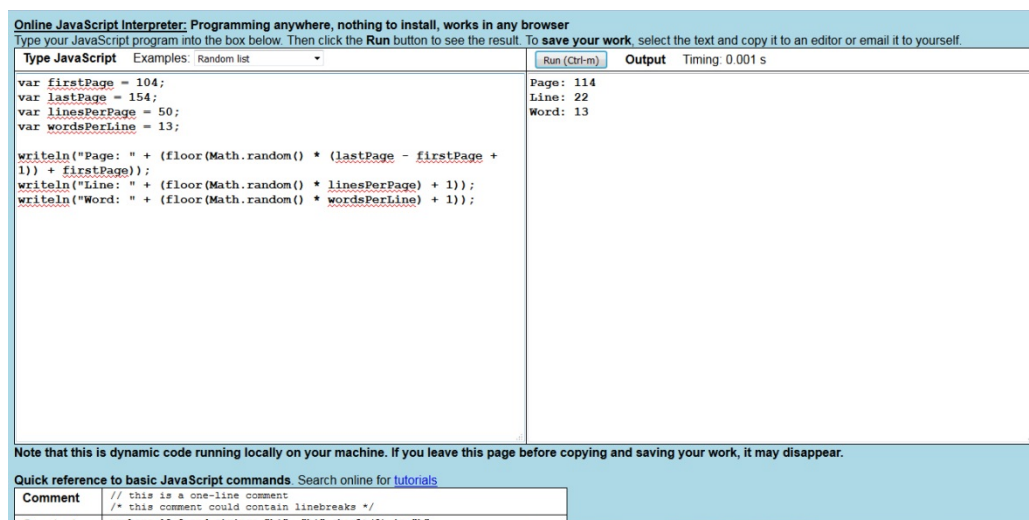 Online JavaScript Interpreter: Programming anywhere, nothing to install, works in any browser
Type your JavaScript program into the box below. Then click the Run button to see the result. To save your work, select the text and copy it to an editor or email it to yourself.
Type JavaScript Examples: Random list
Run (Ctrl-m) Output Timing: 0.001 s
var firstPage = 104;
var lastPage = 154;
var linesPerPage = 50;
var wordsPerLine = 13;
writeln("Page: " + (floor(Math.random() * (lastPage - firstPage +
1)) + firstPage));
writeln("Line: " + (floor(Math.random() * linesPerPage) + 1));
writeln("Word: " + (floor(Math.random() * wordsPerLine) + 1));
Page: 114
Line: 22
Word: 13
Note that this is dynamic code running locally on your machine. If you leave this page before copying and saving your work, it may disappear.
Quick reference to basic JavaScript commands. Search online for tutorials
Comment // this is a one-line comment
/* this comment could contain linebreaks */